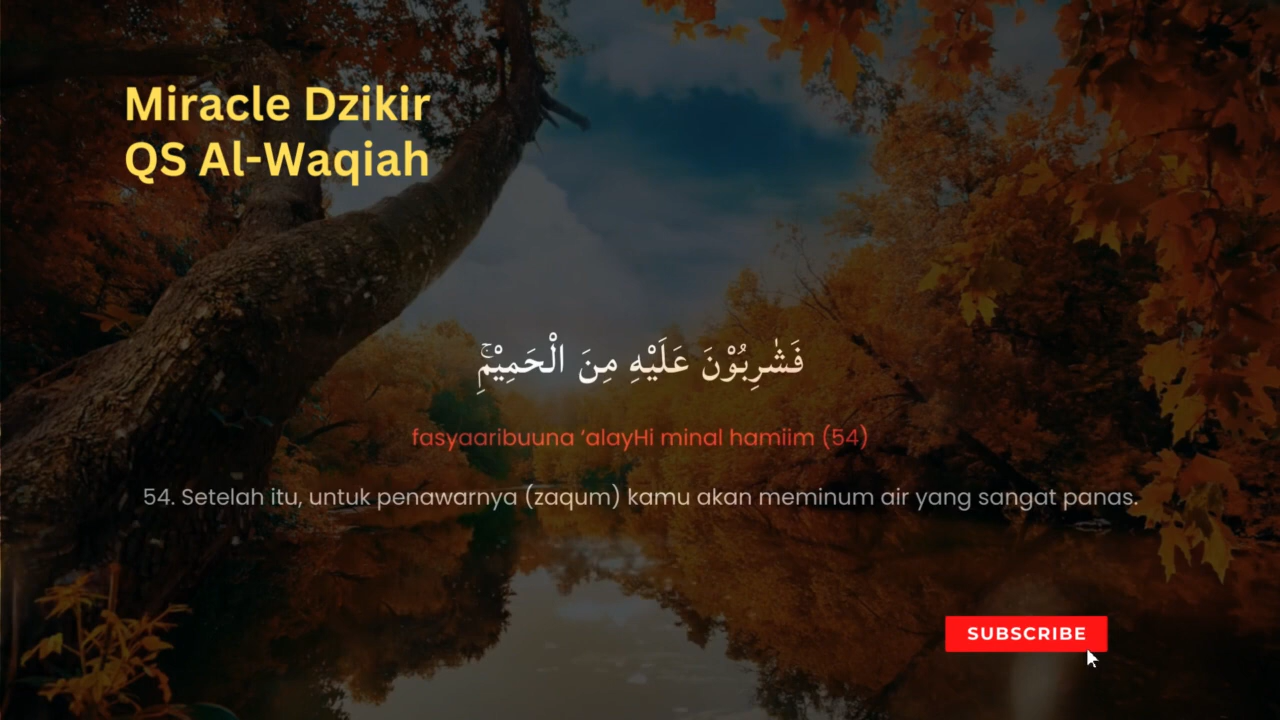 Miracle Dzikir
QS Al-Waqiah
فَشٰرِبُوْنَ عَلَيْهِ مِنَ الْحَمِيْمِۚ
fasyaaribuuna ‘alayHi minal hamiim (54)
54. Setelah itu, untuk penawarnya (zaqum) kamu akan meminum air yang sangat panas.
SUBSCRIBE